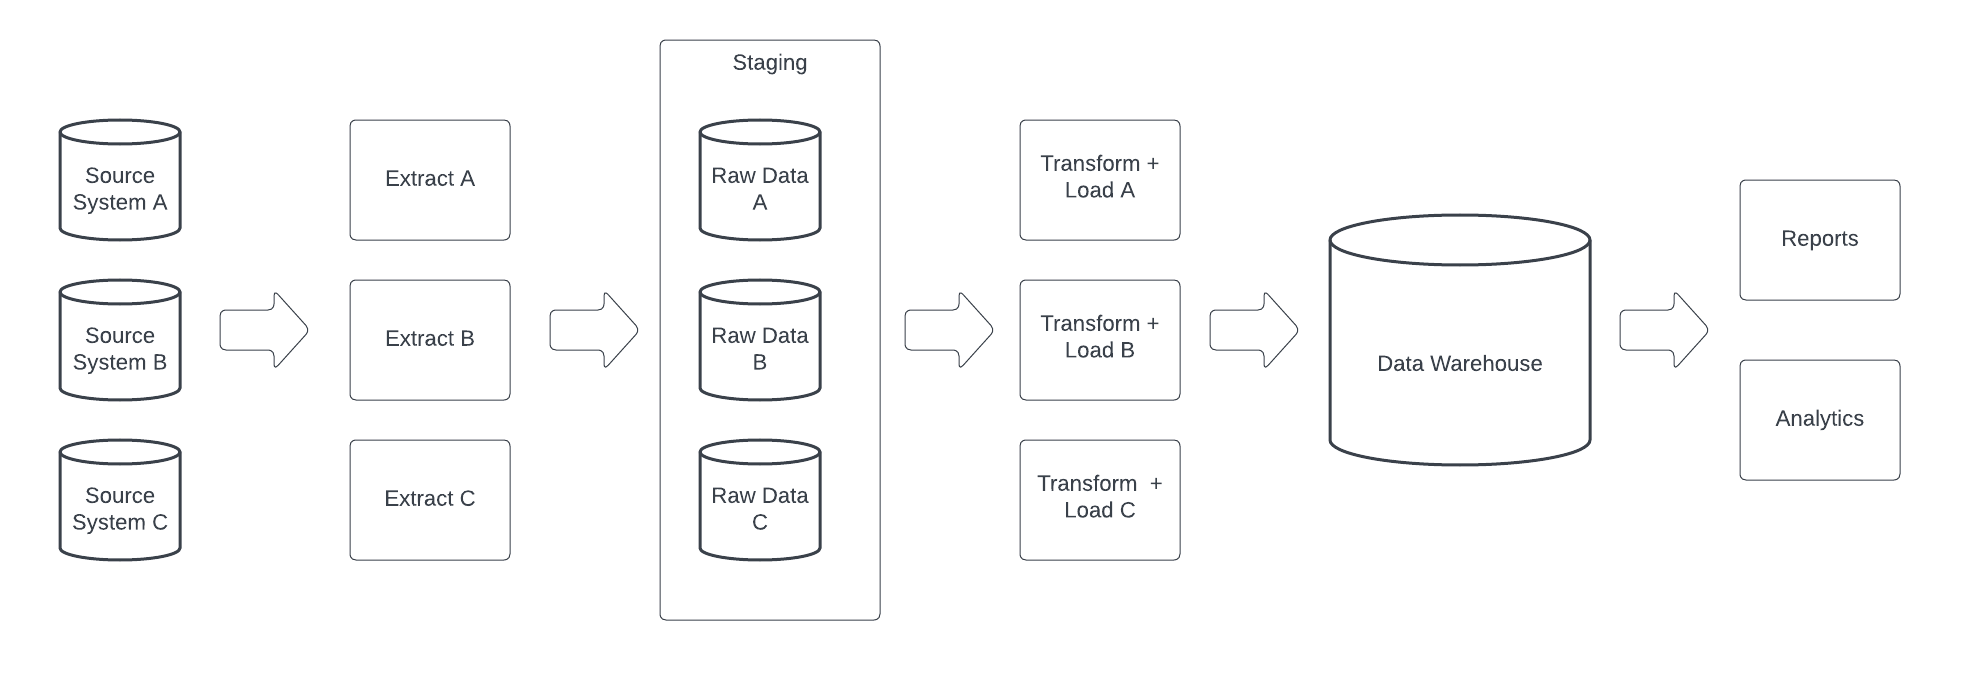 Staging
Source
System A
Extract A
Raw Data
A
Transform +
Load A
Source
System B
Extract B
Raw Data
B
Transform +
Load B
Source
System C
Extract C
Raw Data
C
Transform  +
Load C
Data Warehouse
Reports
Analytics